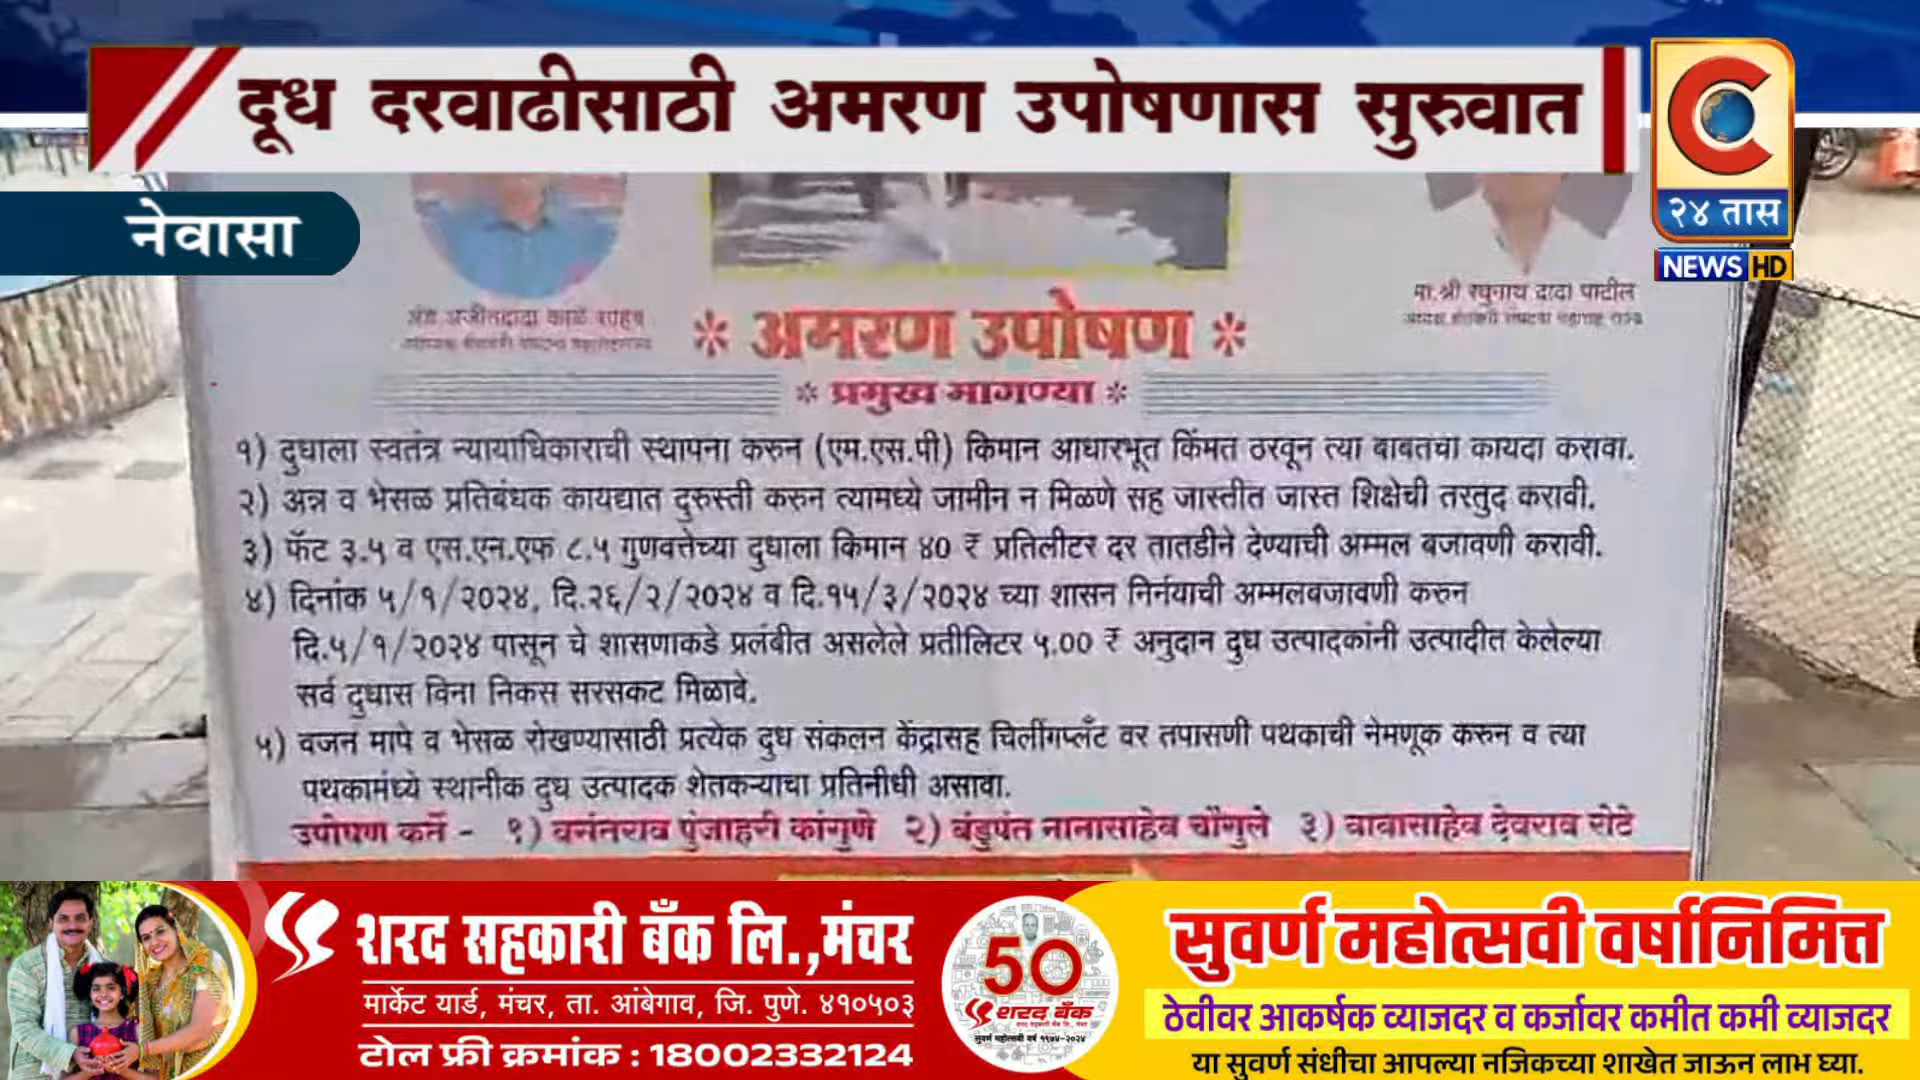 दूध दरवाढीसाठी अमरण उपोषणास सुरुवात
C
२४ तास
NEWS HD
नेवासा
मा.श्री रघुनाथ दादा पाटील
* अमरण उपोषण *
* प्रमुख मागण्या *
१) दुधाला स्वतंत्र न्यायाधिकाराची स्थापना करुन (एम.एस.पी) किमान आधारभूत किंमत ठरवून त्या बाबतचा कायदा करावा.
२) अन्न व भेसळ प्रतिबंधक कायद्यात दुरुस्ती करुन त्यामध्ये जामीन न मिळणे सह जास्तीत जास्त शिक्षेची तरतुद करावी.
३) फॅट ३.५ व एस.एन.एफ ८.५ गुणवत्तेच्या दुधाला किमान ४० ₹ प्रतिलीटर दर तातडीने देण्याची अम्मल बजावणी करावी.
४) दिनांक ५/१/२०२४, दि.२६/२/२०२४ व दि.१५/३/२०२४ च्या शासन निर्नयाची अम्मलबजावणी करुन
दि.५/१/२०२४ पासून चे शासणाकडे प्रलंबीत असलेले प्रतीलिटर ५.०० ₹ अनुदान दुध उत्पादकांनी उत्पादीत केलेल्या
सर्व दुधास विना निकस सरसकट मिळावे.
५) वजन मापे व भेसळ रोखण्यासाठी प्रत्येक दुध संकलन केंद्रासह चिलींगप्लँट वर तपासणी पथकाची नेमणूक करुन व त्या
पथकामंध्ये स्थानीक दुध उत्पादक शेतकऱ्याचा प्रतिनीधी असावा.
उपोषण कर्ते - १) वसंतराव पुंजाहरी कांगुणे २) बंडुपंत नानासाहेब चौगुले ३) बाबासाहेब देवराव रोटे
शरद सहकारी बँक लि.,मंचर
मार्केट यार्ड, मंचर, ता. आंबेगाव, जि. पुणे. ४१०५०३
टोल फ्री क्रमांक : 18002332124
50
शरद बँक
सुवर्ण महोत्सवी वर्ष १९७४-२०२४
सुवर्ण महोत्सवी वर्षानिमित्त
ठेवीवर आकर्षक व्याजदर व कर्जावर कमीत कमी व्याजदर
या सुवर्ण संधीचा आपल्या नजिकच्या शाखेत जाऊन लाभ घ्या.